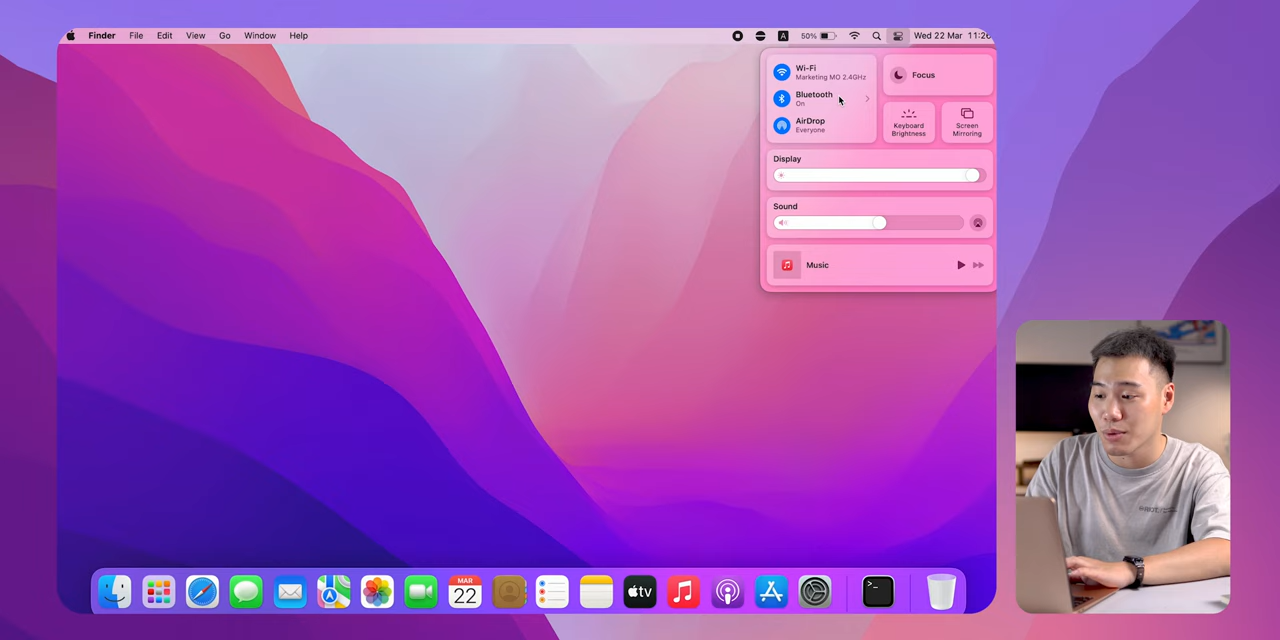 Finder File Edit View Go Window Help A 50% Wed 22 Mar 11:26
Wi-Fi
Marketing MO 2.4GHz
Bluetooth
On
AirDrop
Everyone
Focus
Keyboard
Brightness
Screen
Mirroring
Display
Sound
Music
MAR
22
tv
>_